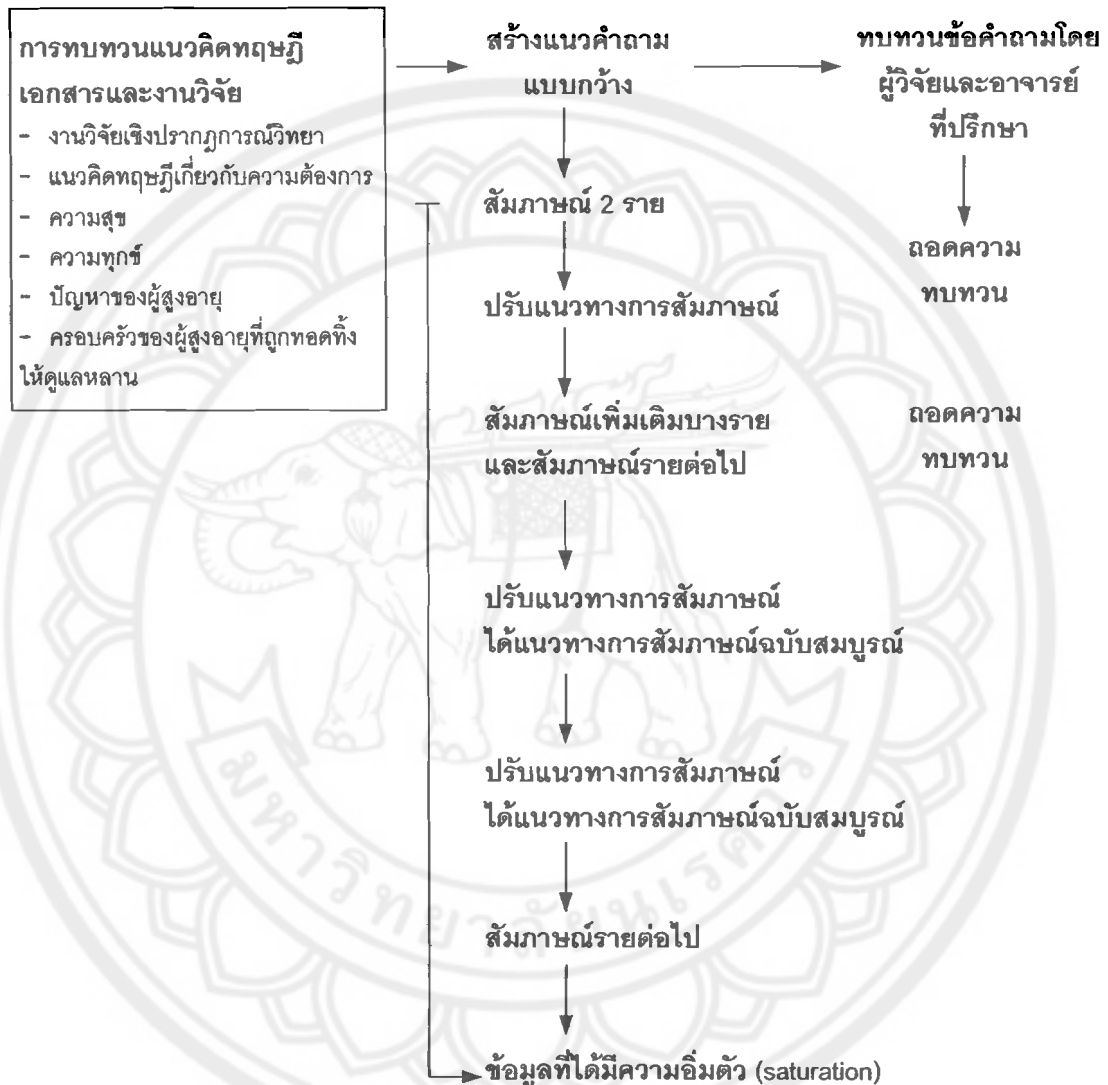 การทบทวนแนวคิดทฤษฎี
เอกสารและงานวิจัย
- งานวิจัยเชิงปรากฏการณ์วิทยา
- แนวคิดทฤษฎีเกี่ยวกับความต้องการ
- ความสุข
- ความทุกข์
- ปัญหาของผู้สูงอายุ
- ครอบครัวของผู้สูงอายุที่ถูกทอดทิ้ง
ให้ดูแลหลาน
สร้างแนวคำถาม
แบบกว้าง
ทบทวนข้อคำถามโดย
ผู้วิจัยและอาจารย์
ที่ปรึกษา
สัมภาษณ์ 2 ราย
ถอดความ
ทบทวน
ปรับแนวทางการสัมภาษณ์
สัมภาษณ์เพิ่มเติมบางราย
และสัมภาษณ์รายต่อไป
ถอดความ
ทบทวน
ปรับแนวทางการสัมภาษณ์
ได้แนวทางการสัมภาษณ์ฉบับสมบูรณ์
ปรับแนวทางการสัมภาษณ์
ได้แนวทางการสัมภาษณ์ฉบับสมบูรณ์
สัมภาษณ์รายต่อไป
ข้อมูลที่ได้มีความอิ่มตัว (saturation)
มหาวิทยาลัยนเรศวร